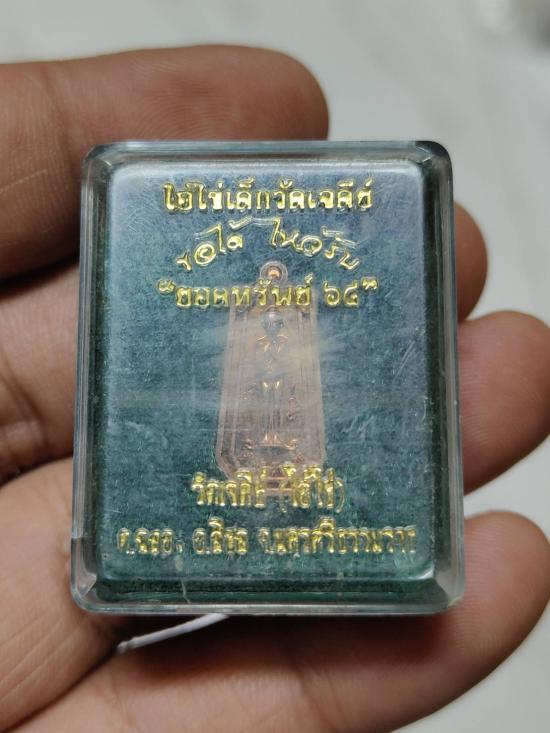 ไอ้ไข่เด็กวัดเจดีย์
ขอได้ ไหว้รับ
“ยอดทรัพย์ ๖๔”
วัดเจดีย์ (ไอ้ไข่)
ต.ฉลอง อ.สิชล จ.นครศรีธรรมราช